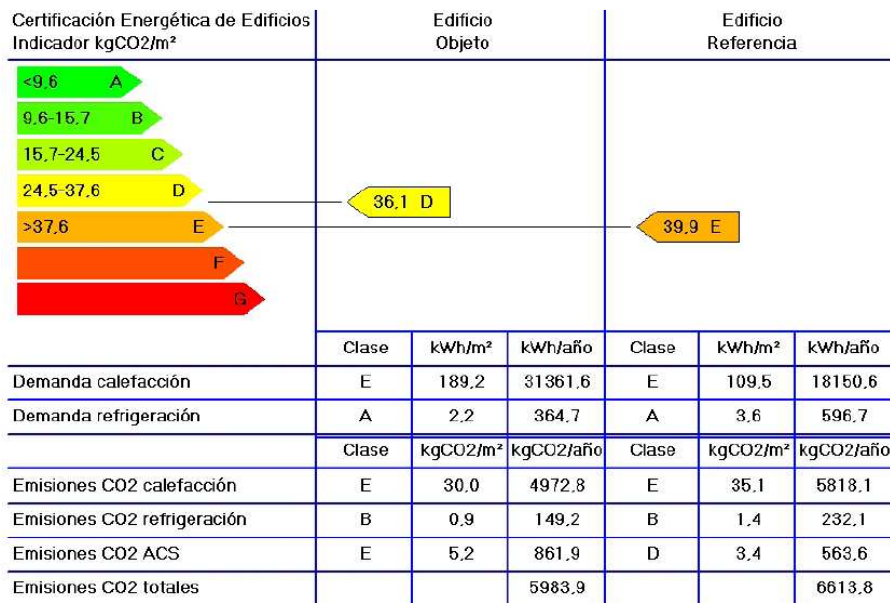 Certificación Energética de Edificios
Indicador kgCO2/m²
Edificio
Objeto
Edificio
Referencia
<9,6 A
9,6-15,7 B
15,7-24,5 C
24,5-37,6 D
>37,6 E
F
G
36,1 D
39,9 E
Clase kWh/m² kWh/año Clase kWh/m² kWh/año
Demanda calefacción E 189,2 31361,6 E 109,5 18150,6
Demanda refrigeración A 2,2 364,7 A 3,6 596,7
Clase kgCO2/m² kgCO2/año Clase kgCO2/m² kgCO2/año
Emisiones CO2 calefacción E 30,0 4972,8 E 35,1 5818,1
Emisiones CO2 refrigeración B 0,9 149,2 B 1,4 232,1
Emisiones CO2 ACS E 5,2 861,9 D 3,4 563,6
Emisiones CO2 totales 5983,9 6613,8